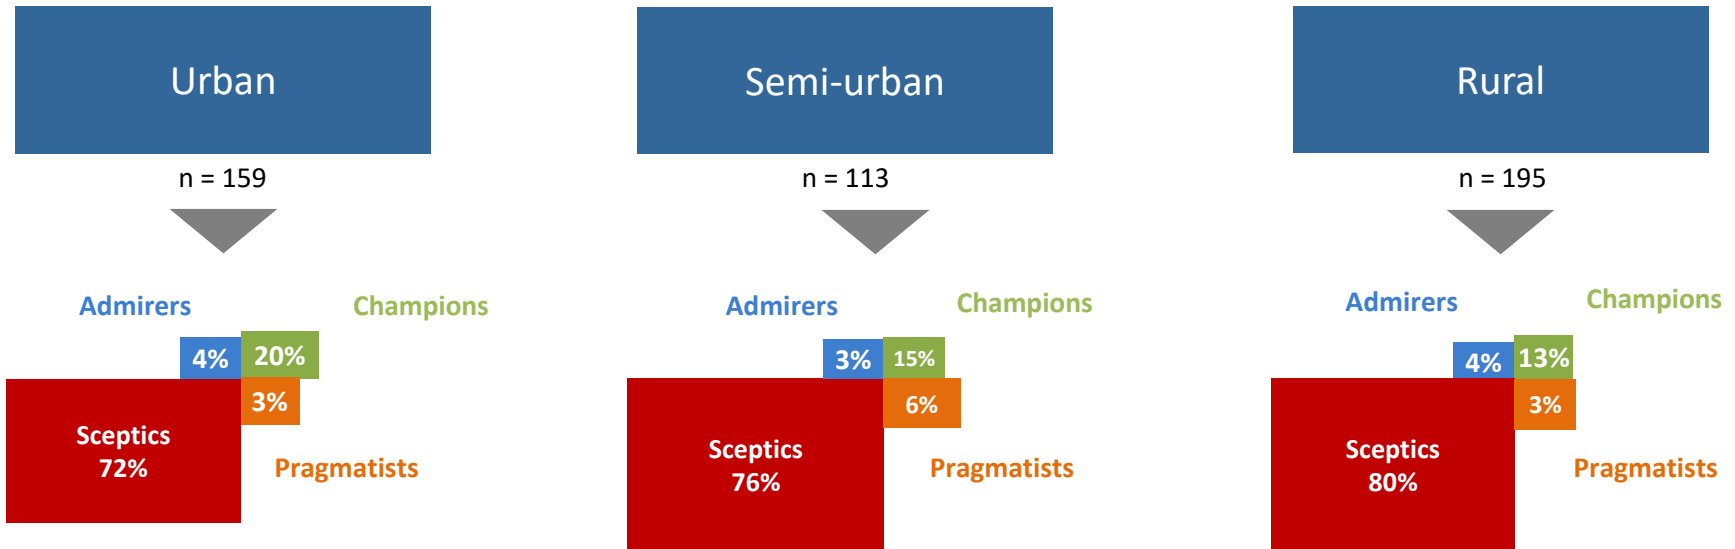 Urban
n = 159
Admirers
Champions
4%
20%
3%
Sceptics
72%
Pragmatists
Semi-urban
n = 113
Admirers
Champions
3%
15%
6%
Sceptics
76%
Pragmatists
Rural
n = 195
Admirers
Champions
4%
13%
3%
Sceptics
80%
Pragmatists